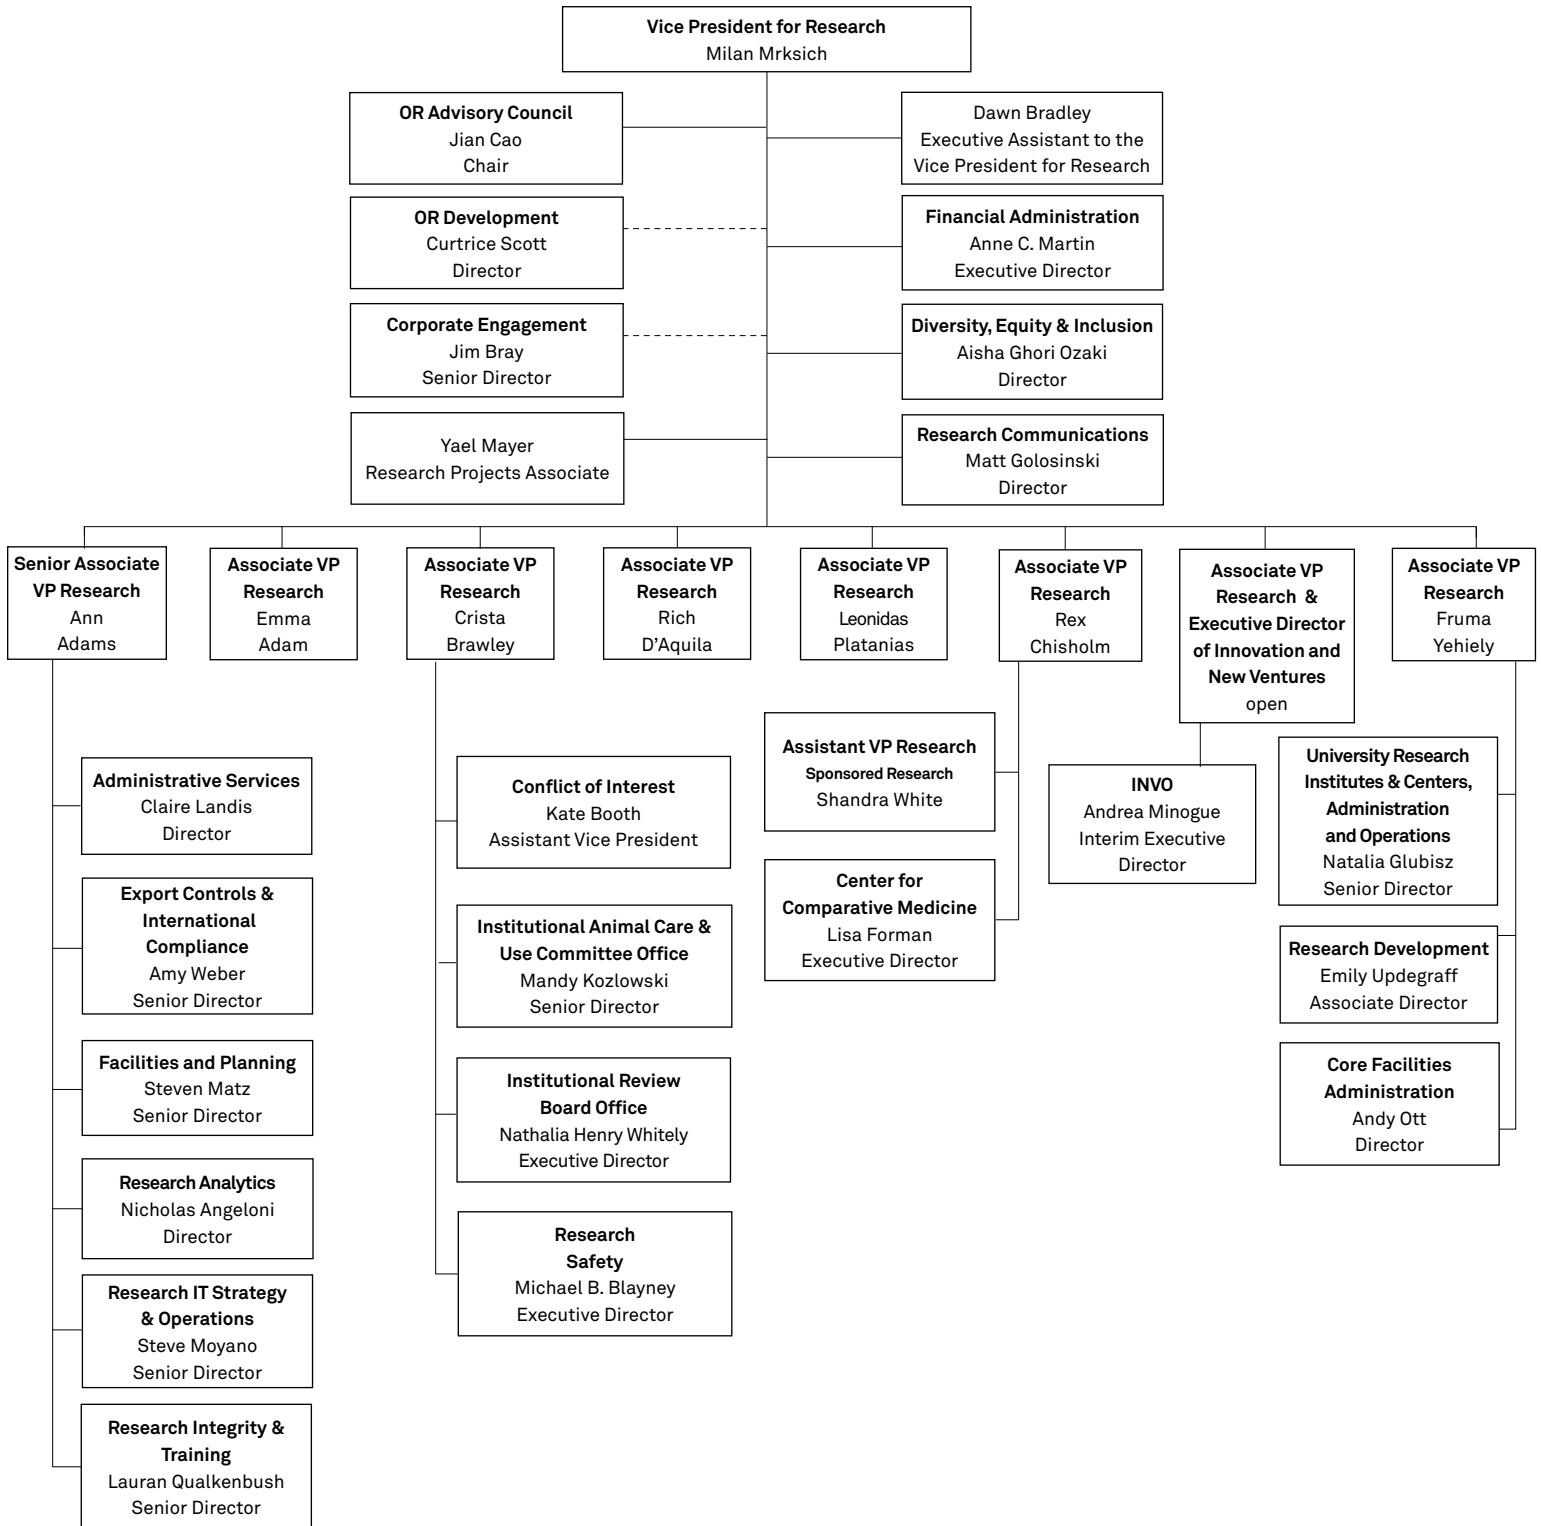 Vice President for Research
Milan Mrksich
OR Advisory Council
Jian Cao
Chair
Dawn Bradley
Executive Assistant to the
Vice President for Research
OR Development
Curtrice Scott
Director
Financial Administration
Anne C. Martin
Executive Director
Corporate Engagement
Jim Bray
Senior Director
Diversity, Equity & Inclusion
Aisha Ghori Ozaki
Director
Yael Mayer
Research Projects Associate
Research Communications
Matt Golosinski
Director
Senior Associate
VP Research
Ann
Adams
Associate VP
Research
Emma
Adam
Associate VP
Research
Crista
Brawley
Associate VP
Research
Rich
D’Aquila
Associate VP
Research
Leonidas
Platanias
Associate VP
Research
Rex
Chisholm
Associate VP
Research &
Executive Director
of Innovation and
New Ventures
open
Associate VP
Research
Fruma
Yehiely
Administrative Services
Claire Landis
Director
Export Controls &
International
Compliance
Amy Weber
Senior Director
Facilities and Planning
Steven Matz
Senior Director
Research Analytics
Nicholas Angeloni
Director
Research IT Strategy
& Operations
Steve Moyano
Senior Director
Research Integrity &
Training
Lauran Qualkenbush
Senior Director
Conflict of Interest
Kate Booth
Assistant Vice President
Institutional Animal Care &
Use Committee Office
Mandy Kozlowski
Senior Director
Institutional Review
Board Office
Nathalia Henry Whitely
Executive Director
Research
Safety
Michael B. Blayney
Executive Director
Assistant VP Research
Sponsored Research
Shandra White
Center for
Comparative Medicine
Lisa Forman
Executive Director
INVO
Andrea Minogue
Interim Executive
Director
University Research
Institutes & Centers,
Administration
and Operations
Natalia Glubisz
Senior Director
Research Development
Emily Updegraff
Associate Director
Core Facilities
Administration
Andy Ott
Director